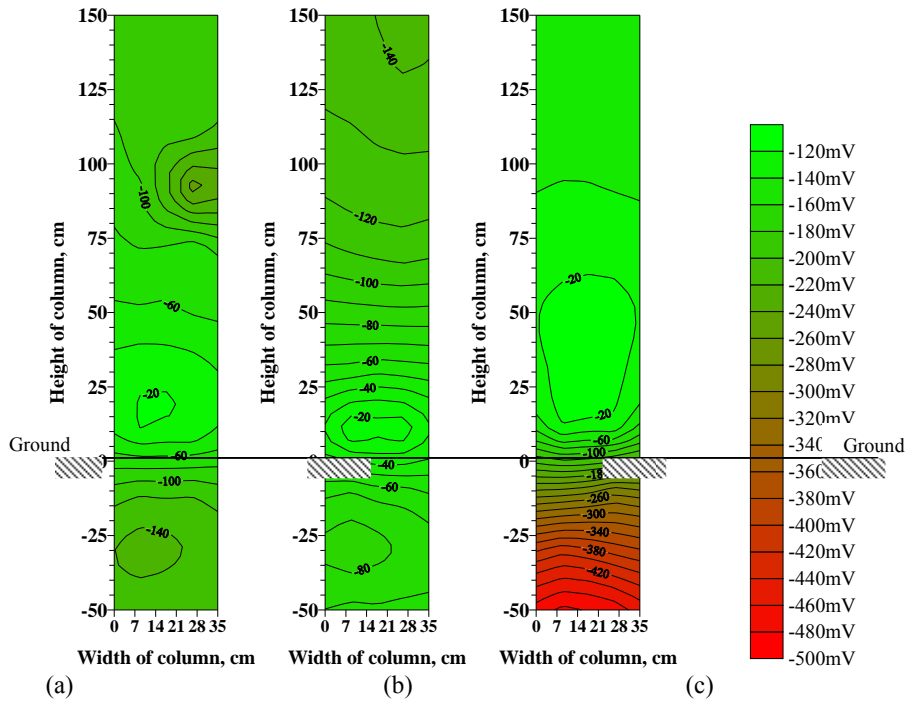 150
125
100
75
50
25
0
-25
-50
0 7 14 21 28 35
Height of column, cm
Width of column, cm
-100
-60
-20
-60
-100
-140
Ground
(a)
150
125
100
75
50
25
0
-25
-50
0 7 14 21 28 35
Height of column, cm
Width of column, cm
-140
-120
-100
-80
-60
-40
-20
-40
-60
-80
(b)
150
125
100
75
50
25
0
-25
-50
0 7 14 21 28 35
Height of column, cm
Width of column, cm
-20
-20
-60
-100
-18
-260
-300
-340
-380
-420
(c)
-120mV
-140mV
-160mV
-180mV
-200mV
-220mV
-240mV
-260mV
-280mV
-300mV
-320mV
-340
-360
-380mV
-400mV
-420mV
-440mV
-460mV
-480mV
-500mV
Ground